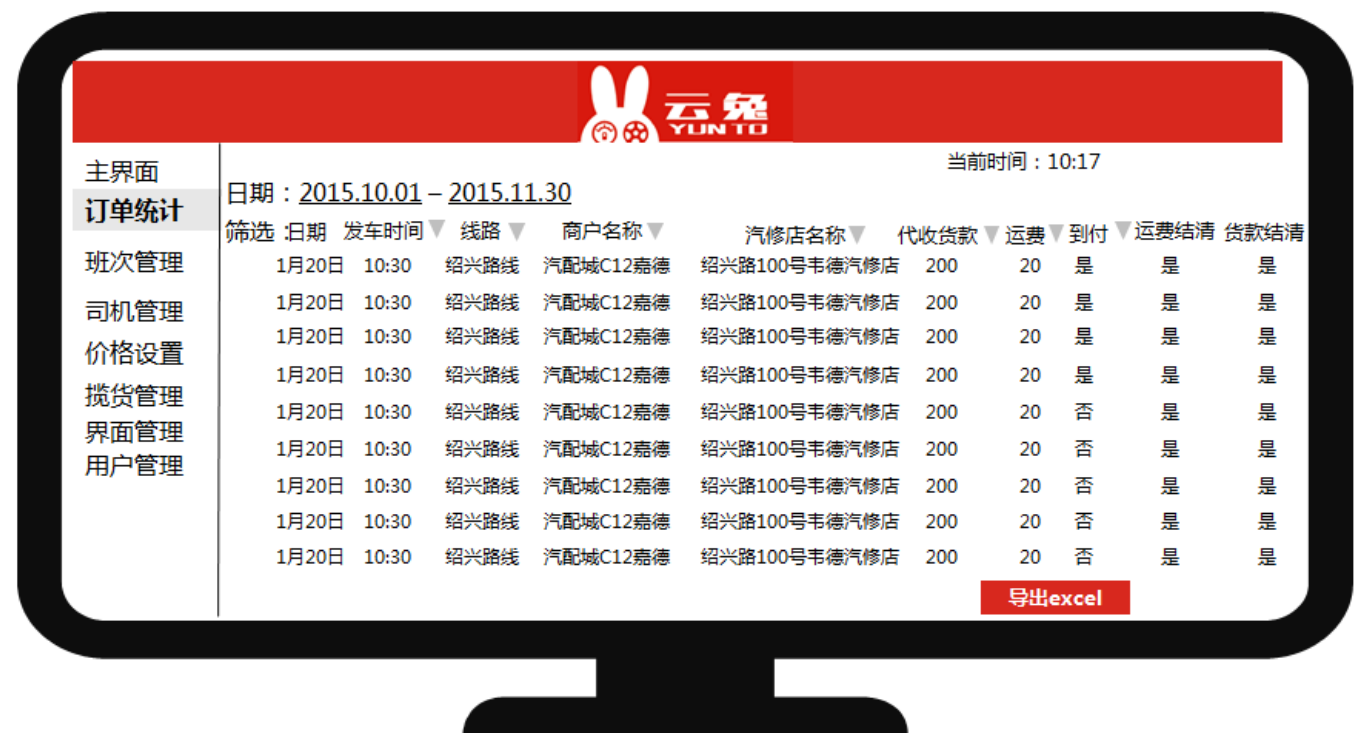 云兔
YUN TO
当前时间：10:17
主界面
订单统计
班次管理
司机管理
价格设置
揽货管理
界面管理
用户管理
日期：2015.10.01 – 2015.11.30
筛选：日期 发车时间 线路 商户名称 汽修店名称 代收货款 运费 到付 运费结清 货款结清
1月20日 10:30 绍兴路线 汽配城C12嘉德 绍兴路100号韦德汽修店 200 20 是 是 是
1月20日 10:30 绍兴路线 汽配城C12嘉德 绍兴路100号韦德汽修店 200 20 是 是 是
1月20日 10:30 绍兴路线 汽配城C12嘉德 绍兴路100号韦德汽修店 200 20 是 是 是
1月20日 10:30 绍兴路线 汽配城C12嘉德 绍兴路100号韦德汽修店 200 20 是 是 是
1月20日 10:30 绍兴路线 汽配城C12嘉德 绍兴路100号韦德汽修店 200 20 否 是 是
1月20日 10:30 绍兴路线 汽配城C12嘉德 绍兴路100号韦德汽修店 200 20 否 是 是
1月20日 10:30 绍兴路线 汽配城C12嘉德 绍兴路100号韦德汽修店 200 20 否 是 是
1月20日 10:30 绍兴路线 汽配城C12嘉德 绍兴路100号韦德汽修店 200 20 否 是 是
1月20日 10:30 绍兴路线 汽配城C12嘉德 绍兴路100号韦德汽修店 200 20 否 是 是
导出excel